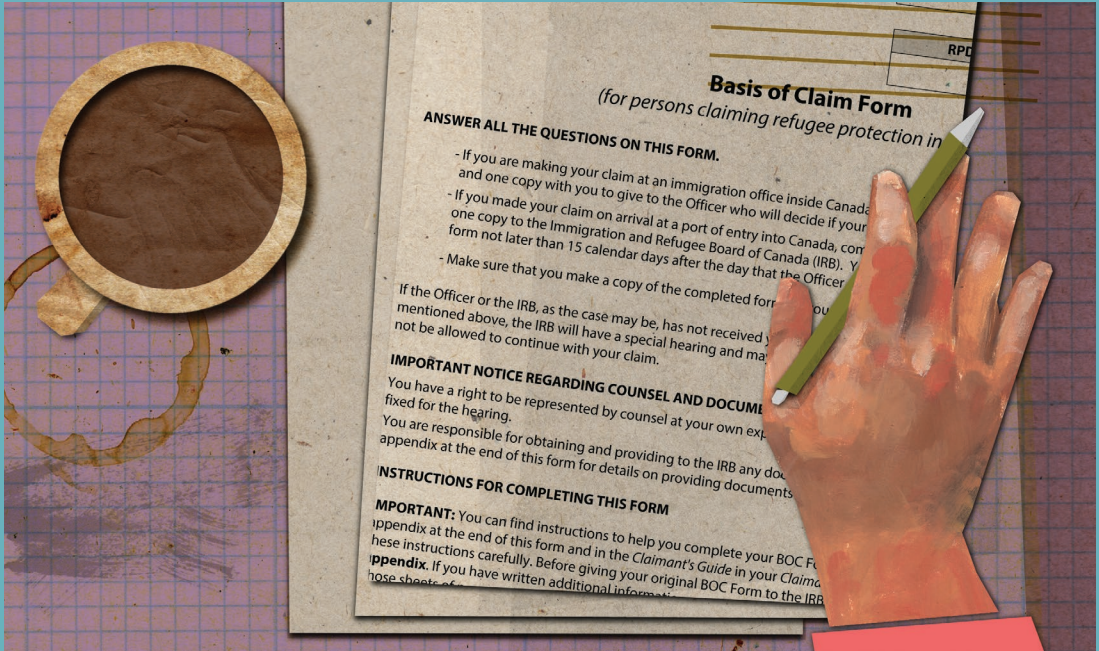 RPD
Basis of Claim Form
(for persons claiming refugee protection in
ANSWER ALL THE QUESTIONS ON THIS FORM.
- If you are making your claim at an immigration office inside Canada
and one copy with you to give to the Officer who will decide if your
- If you made your claim on arrival at a port of entry into Canada, com
one copy to the Immigration and Refugee Board of Canada (IRB). Y
form not later than 15 calendar days after the day that the Officer
- Make sure that you make a copy of the completed form
If the Officer or the IRB, as the case may be, has not received y
mentioned above, the IRB will have a special hearing and may
not be allowed to continue with your claim.
IMPORTANT NOTICE REGARDING COUNSEL AND DOCUME
You have a right to be represented by counsel at your own exp
fixed for the hearing.
You are responsible for obtaining and providing to the IRB any doc
appendix at the end of this form for details on providing documents
NSTRUCTIONS FOR COMPLETING THIS FORM
MPORTANT: You can find instructions to help you complete your BOC F
appendix at the end of this form and in the Claimant's Guide in your Claima
hese instructions carefully. Before giving your original BOC Form to the IRB
ppendix. If you have written additional informati
hose sheets of